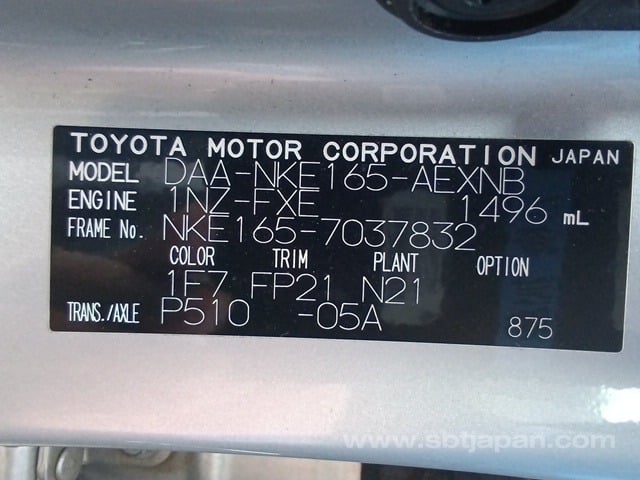 TOYOTA MOTOR CORPORATION JAPAN
MODEL DAA-NKE165-AEXNB
ENGINE 1NZ-FXE 1496 mL
FRAME No. NKE165-7037832
COLOR TRIM PLANT OPTION
1F7 FP21 N21
TRANS./AXLE P510 -05A 875
www.sbtjapan.com